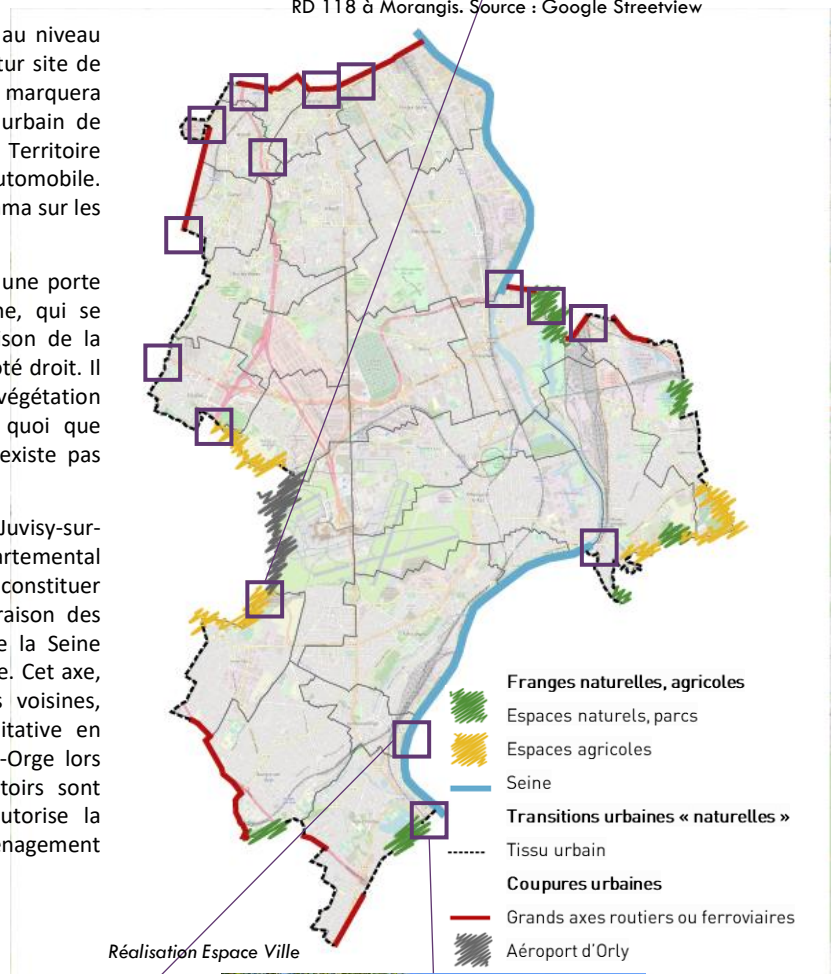 RD 118 à Morangis. Source : Google Streetview
au niveau
tur site de
marquera
urbain de
Territoire
utomobile.
ma sur les
une porte
ne, qui se
ison de la
ôté droit. Il
végétation
quoi que
existe pas
Juvisy-sur-
artemental
constituer
raison des
e la Seine
e. Cet axe,
s voisines,
itative en
-Orge lors
toirs sont
utorise la
énagement
Franges naturelles, agricoles
Espaces naturels, parcs
Espaces agricoles
Seine
Transitions urbaines « naturelles »
Tissu urbain
Coupures urbaines
Grands axes routiers ou ferroviaires
Aéroport d'Orly
Réalisation Espace Ville